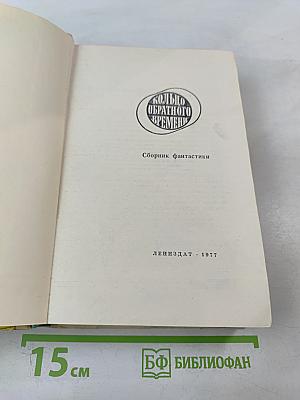 КОЛЬЦО
ОБРАТНОГО
ВРЕМЕНИ
Сборник фантастики
ЛЕНИЗДАТ · 1977
15 см
БФ БИБЛИОФАН